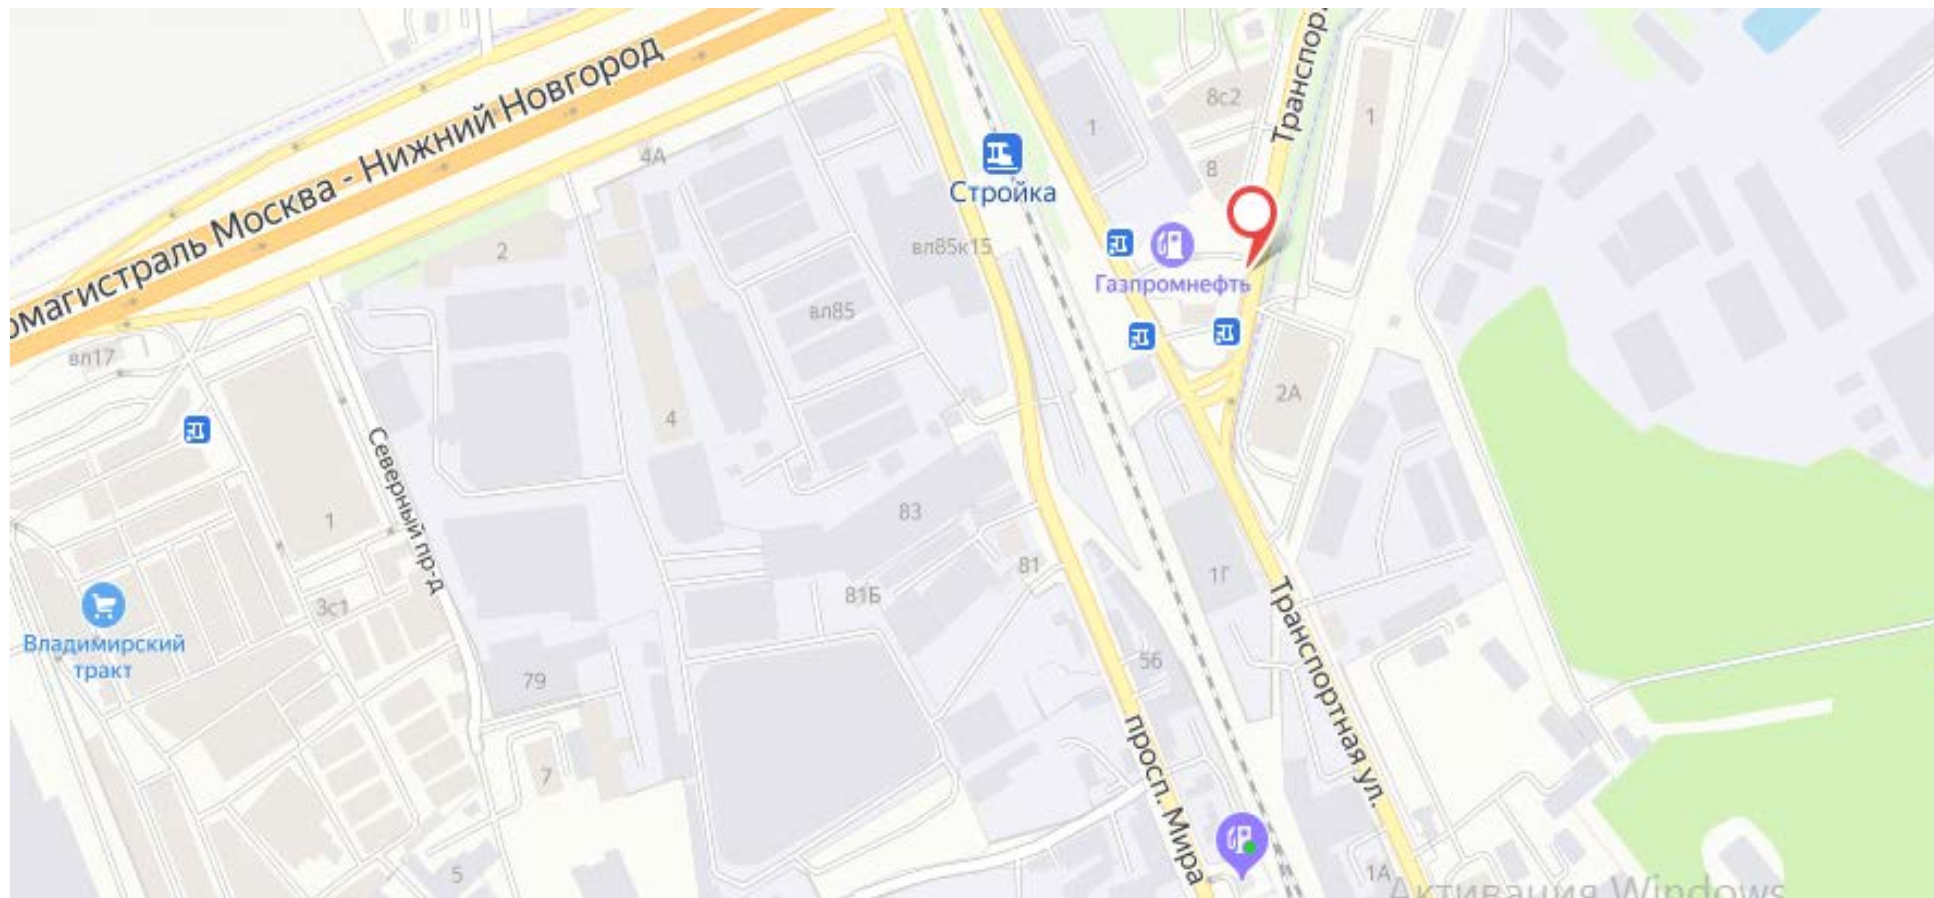 Транспор
8с2
1
1
омагистраль Москва - Нижний Новгород
4А
Стройка
8
2
вл85к15
Газпромнефть
вл85
вл17
2А
4
Северный пр-д
1
83
81
1Г
81Б
3с1
Владимирский
тракт
Транспортная ул.
56
79
7
просп. Мира
5
1А
Активация Windows